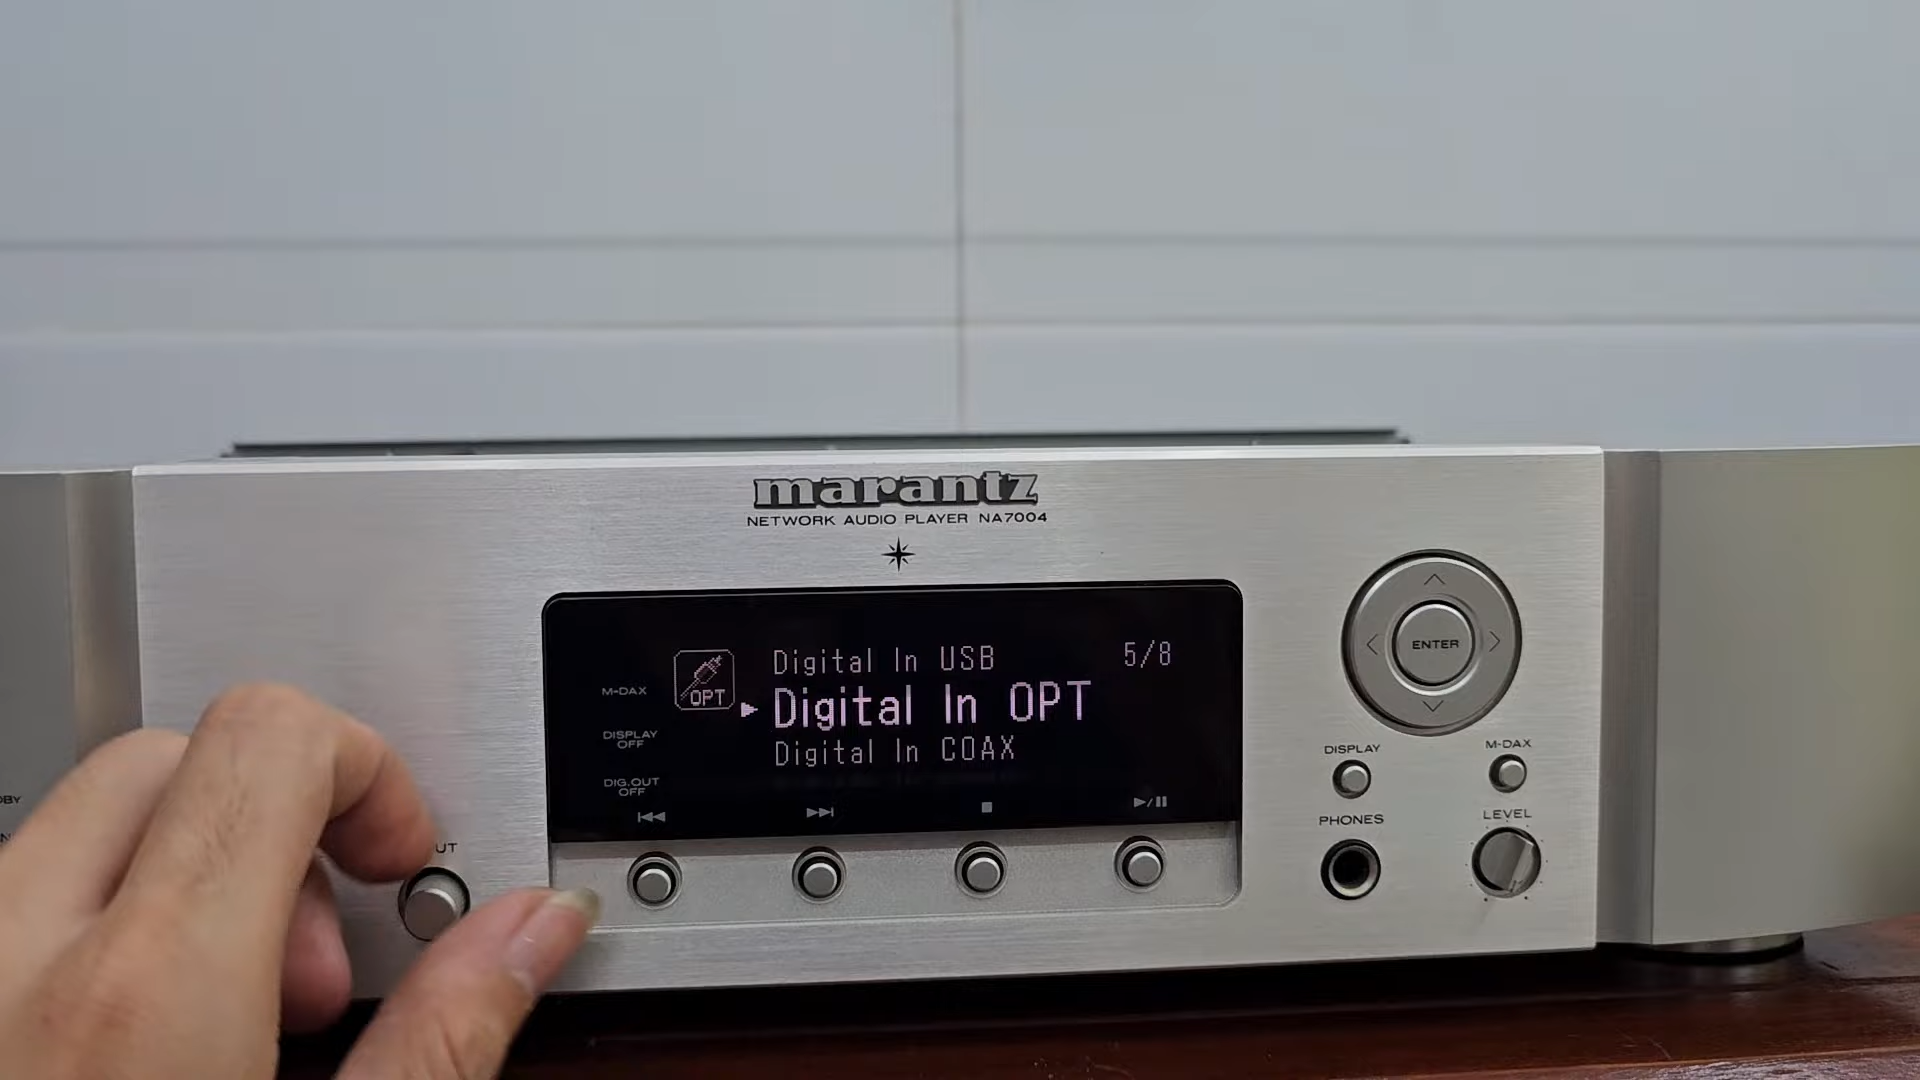 marantz
NETWORK AUDIO PLAYER NA7004
Digital In USB 5/8
OPT
Digital In OPT
Digital In COAX
M-DAX
DISPLAY
OFF
DIG.OUT
OFF
ENTER
DISPLAY
M-DAX
PHONES
LEVEL